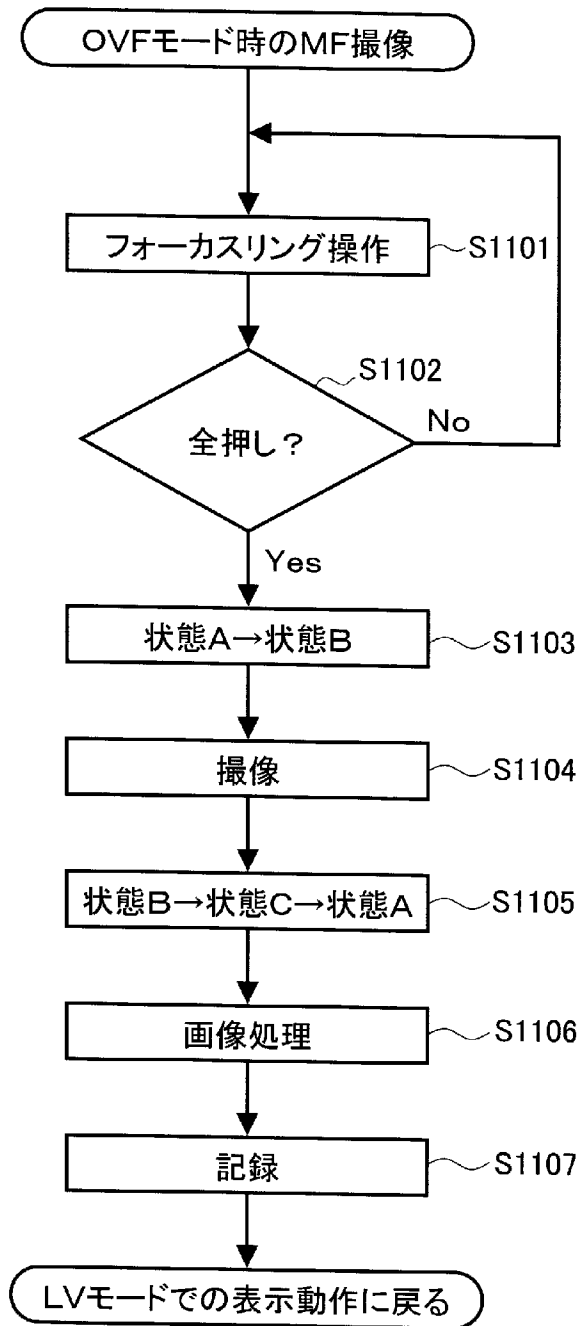 OVFモード時のMF撮像
フォーカスリング操作
S1101
S1102
全押し?
No
Yes
状態A→状態B
S1103
撮像
S1104
状態B→状態C→状態A
S1105
画像処理
S1106
記録
S1107
LVモードでの表示動作に戻る